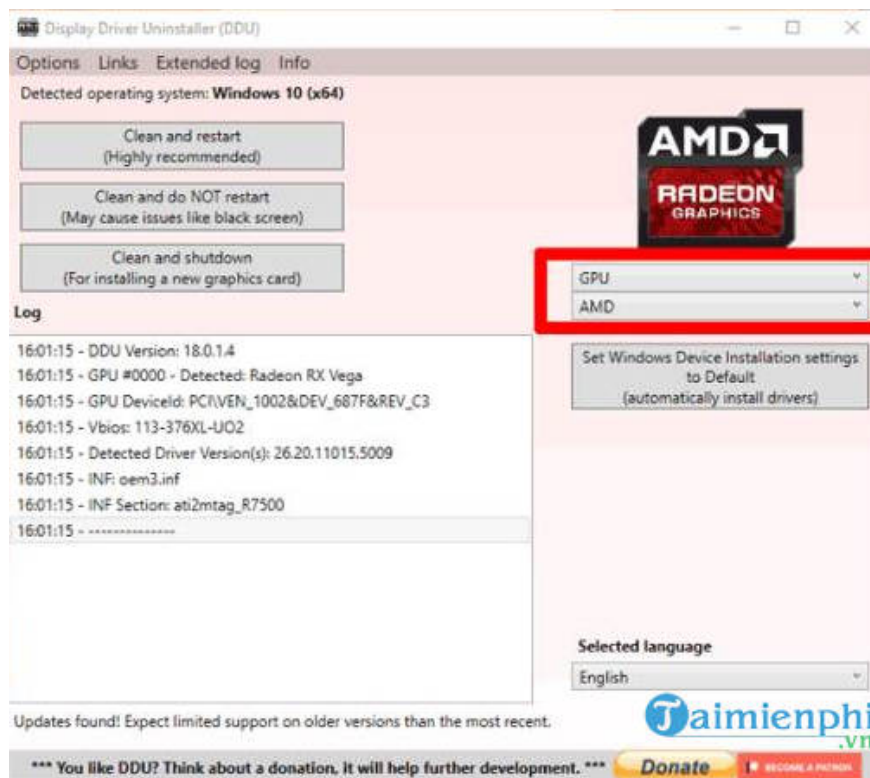 Display Driver Uninstaller (DDU)
Options Links Extended log Info
Detected operating system: Windows 10 (x64)
Clean and restart
(Highly recommended)
Clean and do NOT restart
(May cause issues like black screen)
Clean and shutdown
(For installing a new graphics card)
AMD
RADEON
GRAPHICS
GPU
AMD
Set Windows Device Installation settings
to Default
(automatically install drivers)
Log
16:01:15 - DDU Version: 18.0.1.4
16:01:15 - GPU #0000 - Detected: Radeon RX Vega
16:01:15 - GPU DeviceId: PCI\VEN_1002&DEV_687F&REV_C3
16:01:15 - Vbios: 113-376XL-UO2
16:01:15 - Detected Driver Version(s): 26.20.11015.5009
16:01:15 - INF: oem3.inf
16:01:15 - INF Section: ati2mtag_R7500
16:01:15 - --------------
Selected language
English
Updates found! Expect limited support on older versions than the most recent.
Taimienphi
.vn
*** You like DDU? Think about a donation, it will help further development. ***
Donate
BECOME A PATRON